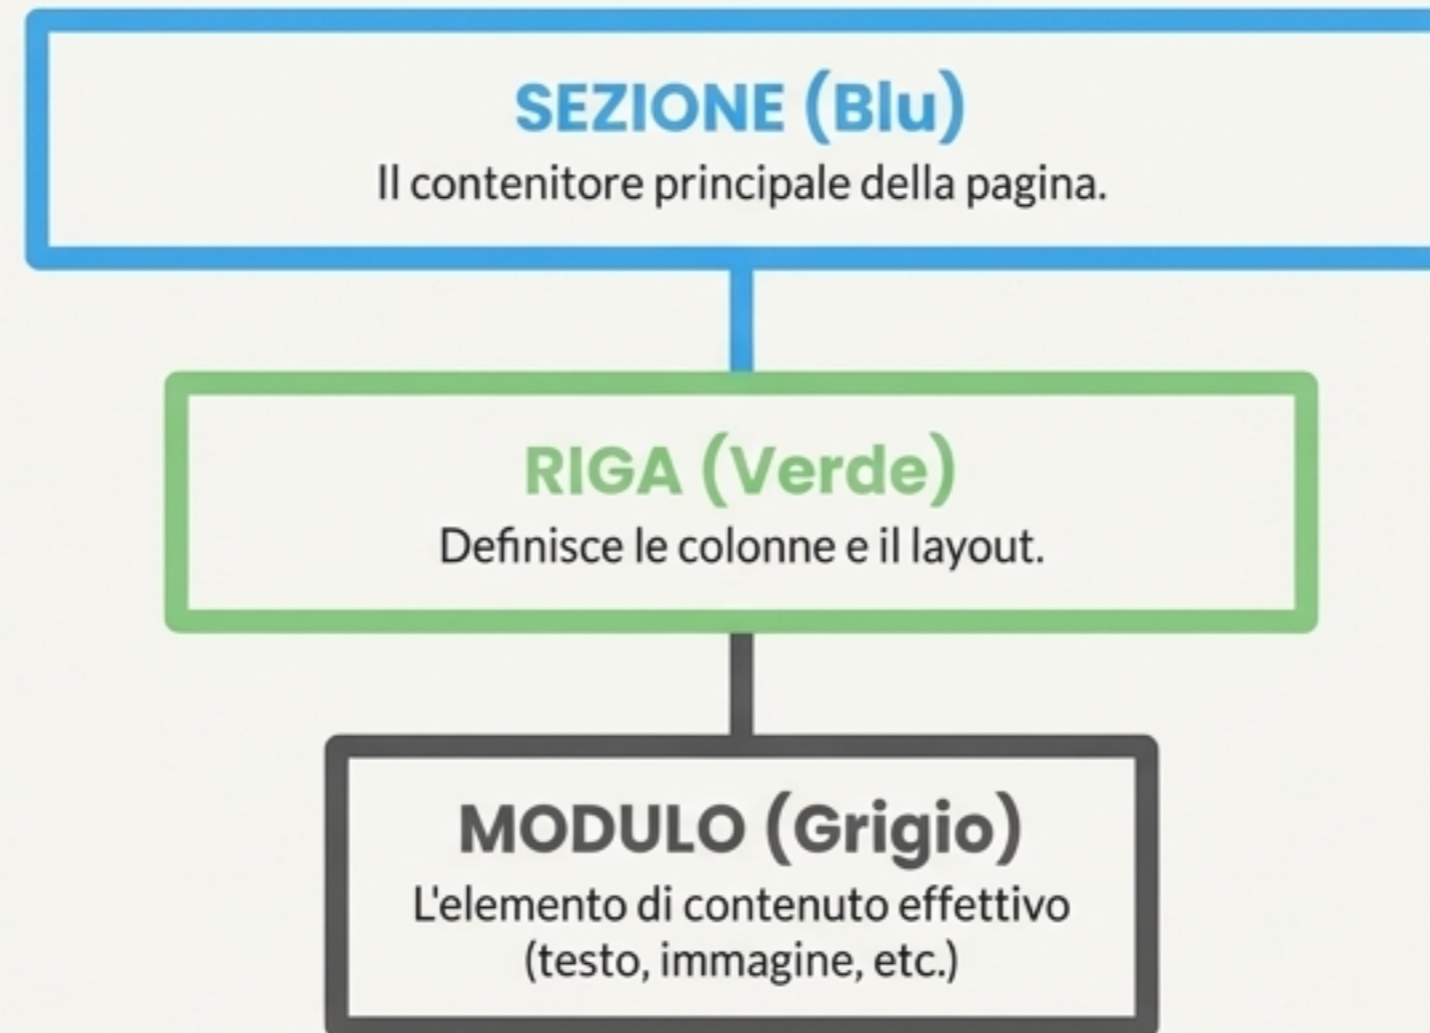 SEZIONE (Blu)
Il contenitore principale della pagina.
RIGA (Verde)
Definisce le colonne e il layout.
MODULO (Grigio)
L'elemento di contenuto effettivo
(testo, immagine, etc.)